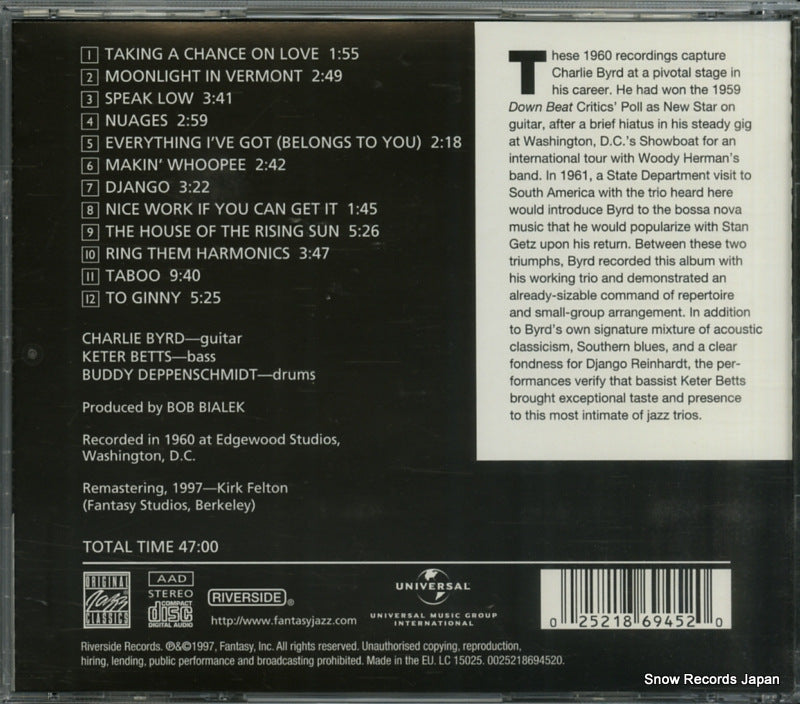 1 TAKING A CHANCE ON LOVE 1:55
2 MOONLIGHT IN VERMONT 2:49
3 SPEAK LOW 3:41
4 NUAGES 2:59
5 EVERYTHING I'VE GOT (BELONGS TO YOU) 2:18
6 MAKIN' WHOOPEE 2:42
7 DJANGO 3:22
8 NICE WORK IF YOU CAN GET IT 1:45
9 THE HOUSE OF THE RISING SUN 5:26
10 RING THEM HARMONICS 3:47
11 TABOO 9:40
12 TO GINNY 5:25
CHARLIE BYRD—guitar
KETER BETTS—bass
BUDDY DEPPENSCHMIDT—drums
Produced by BOB BIALEK
Recorded in 1960 at Edgewood Studios,
Washington, D.C.
Remastering, 1997—Kirk Felton
(Fantasy Studios, Berkeley)
TOTAL TIME 47:00
These 1960 recordings capture
Charlie Byrd at a pivotal stage in
his career. He had won the 1959
Down Beat Critics' Poll as New Star on
guitar, after a brief hiatus in his steady gig
at Washington, D.C.'s Showboat for an
international tour with Woody Herman's
band. In 1961, a State Department visit to
South America with the trio heard here
would introduce Byrd to the bossa nova
music that he would popularize with Stan
Getz upon his return. Between these two
triumphs, Byrd recorded this album with
his working trio and demonstrated an
already-sizable command of repertoire
and small-group arrangement. In addition
to Byrd's own signature mixture of acoustic
classicism, Southern blues, and a clear
fondness for Django Reinhardt, the per-
formances verify that bassist Keter Betts
brought exceptional taste and presence
to this most intimate of jazz trios.
ORIGINAL
Jazz
CLASSICS
AAD
STEREO
COMPACT
disc
DIGITAL AUDIO
RIVERSIDE®
http://www.fantasyjazz.com
UNIVERSAL
UNIVERSAL MUSIC GROUP
INTERNATIONAL
0 25218 69452 0
Riverside Records. ℗&©1997, Fantasy, Inc. All rights reserved. Unauthorised copying, reproduction,
hiring, lending, public performance and broadcasting prohibited. Made in the EU. LC 15025. 0025218694520.
Snow Records Japan